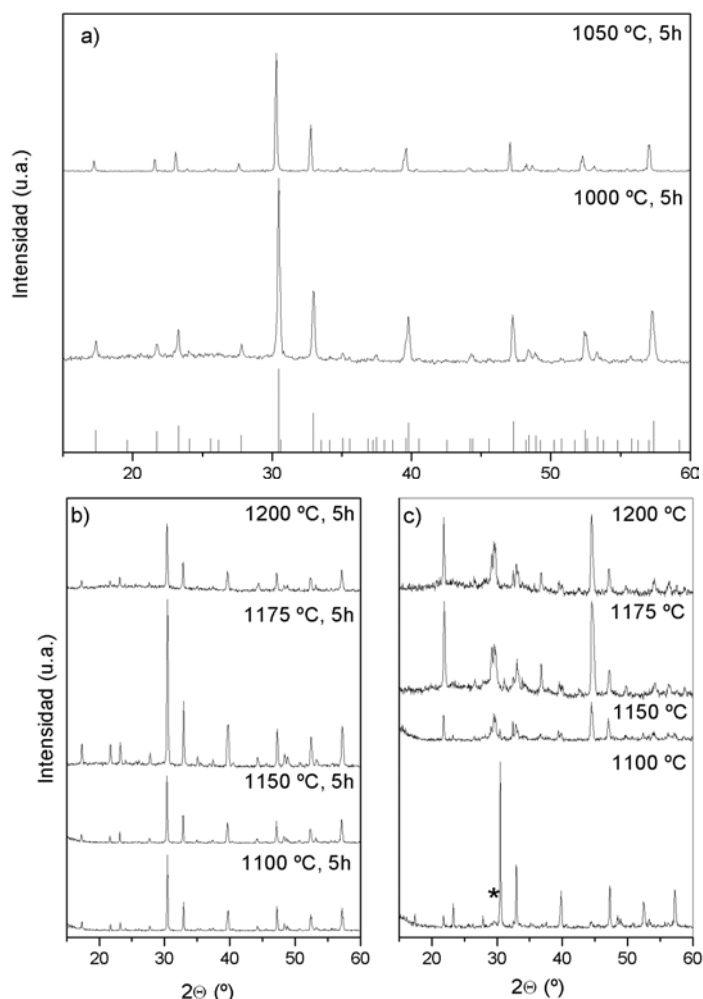 a)
1050 ºC, 5h
1000 ºC, 5h
Intensidad (u.a.)
20 30 40 50 60
b)
1200 ºC, 5h
1175 ºC, 5h
1150 ºC, 5h
1100 ºC, 5h
Intensidad (u.a.)
20 30 40 50 60
2Θ (º)
c)
1200 ºC
1175 ºC
1150 ºC
1100 ºC
*
20 30 40 50 60
2Θ (º)